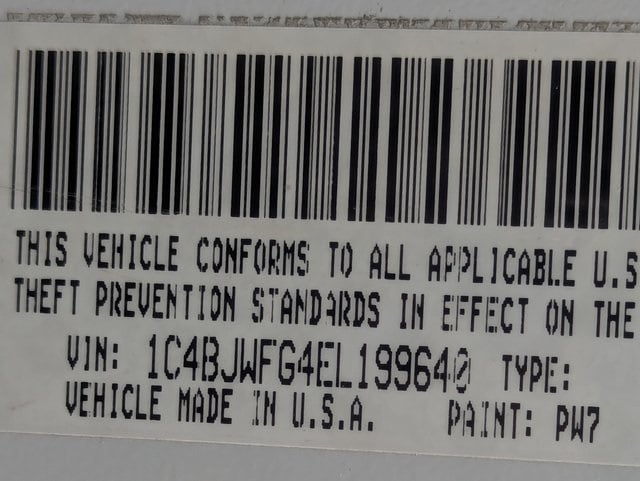 THIS VEHICLE CONFORMS TO ALL APPLICABLE U.S
THEFT PREVENTION STANDARDS IN EFFECT ON THE
VIN: 1C4BJWFG4EL199640 TYPE:
VEHICLE MADE IN U.S.A. PAINT: PW7